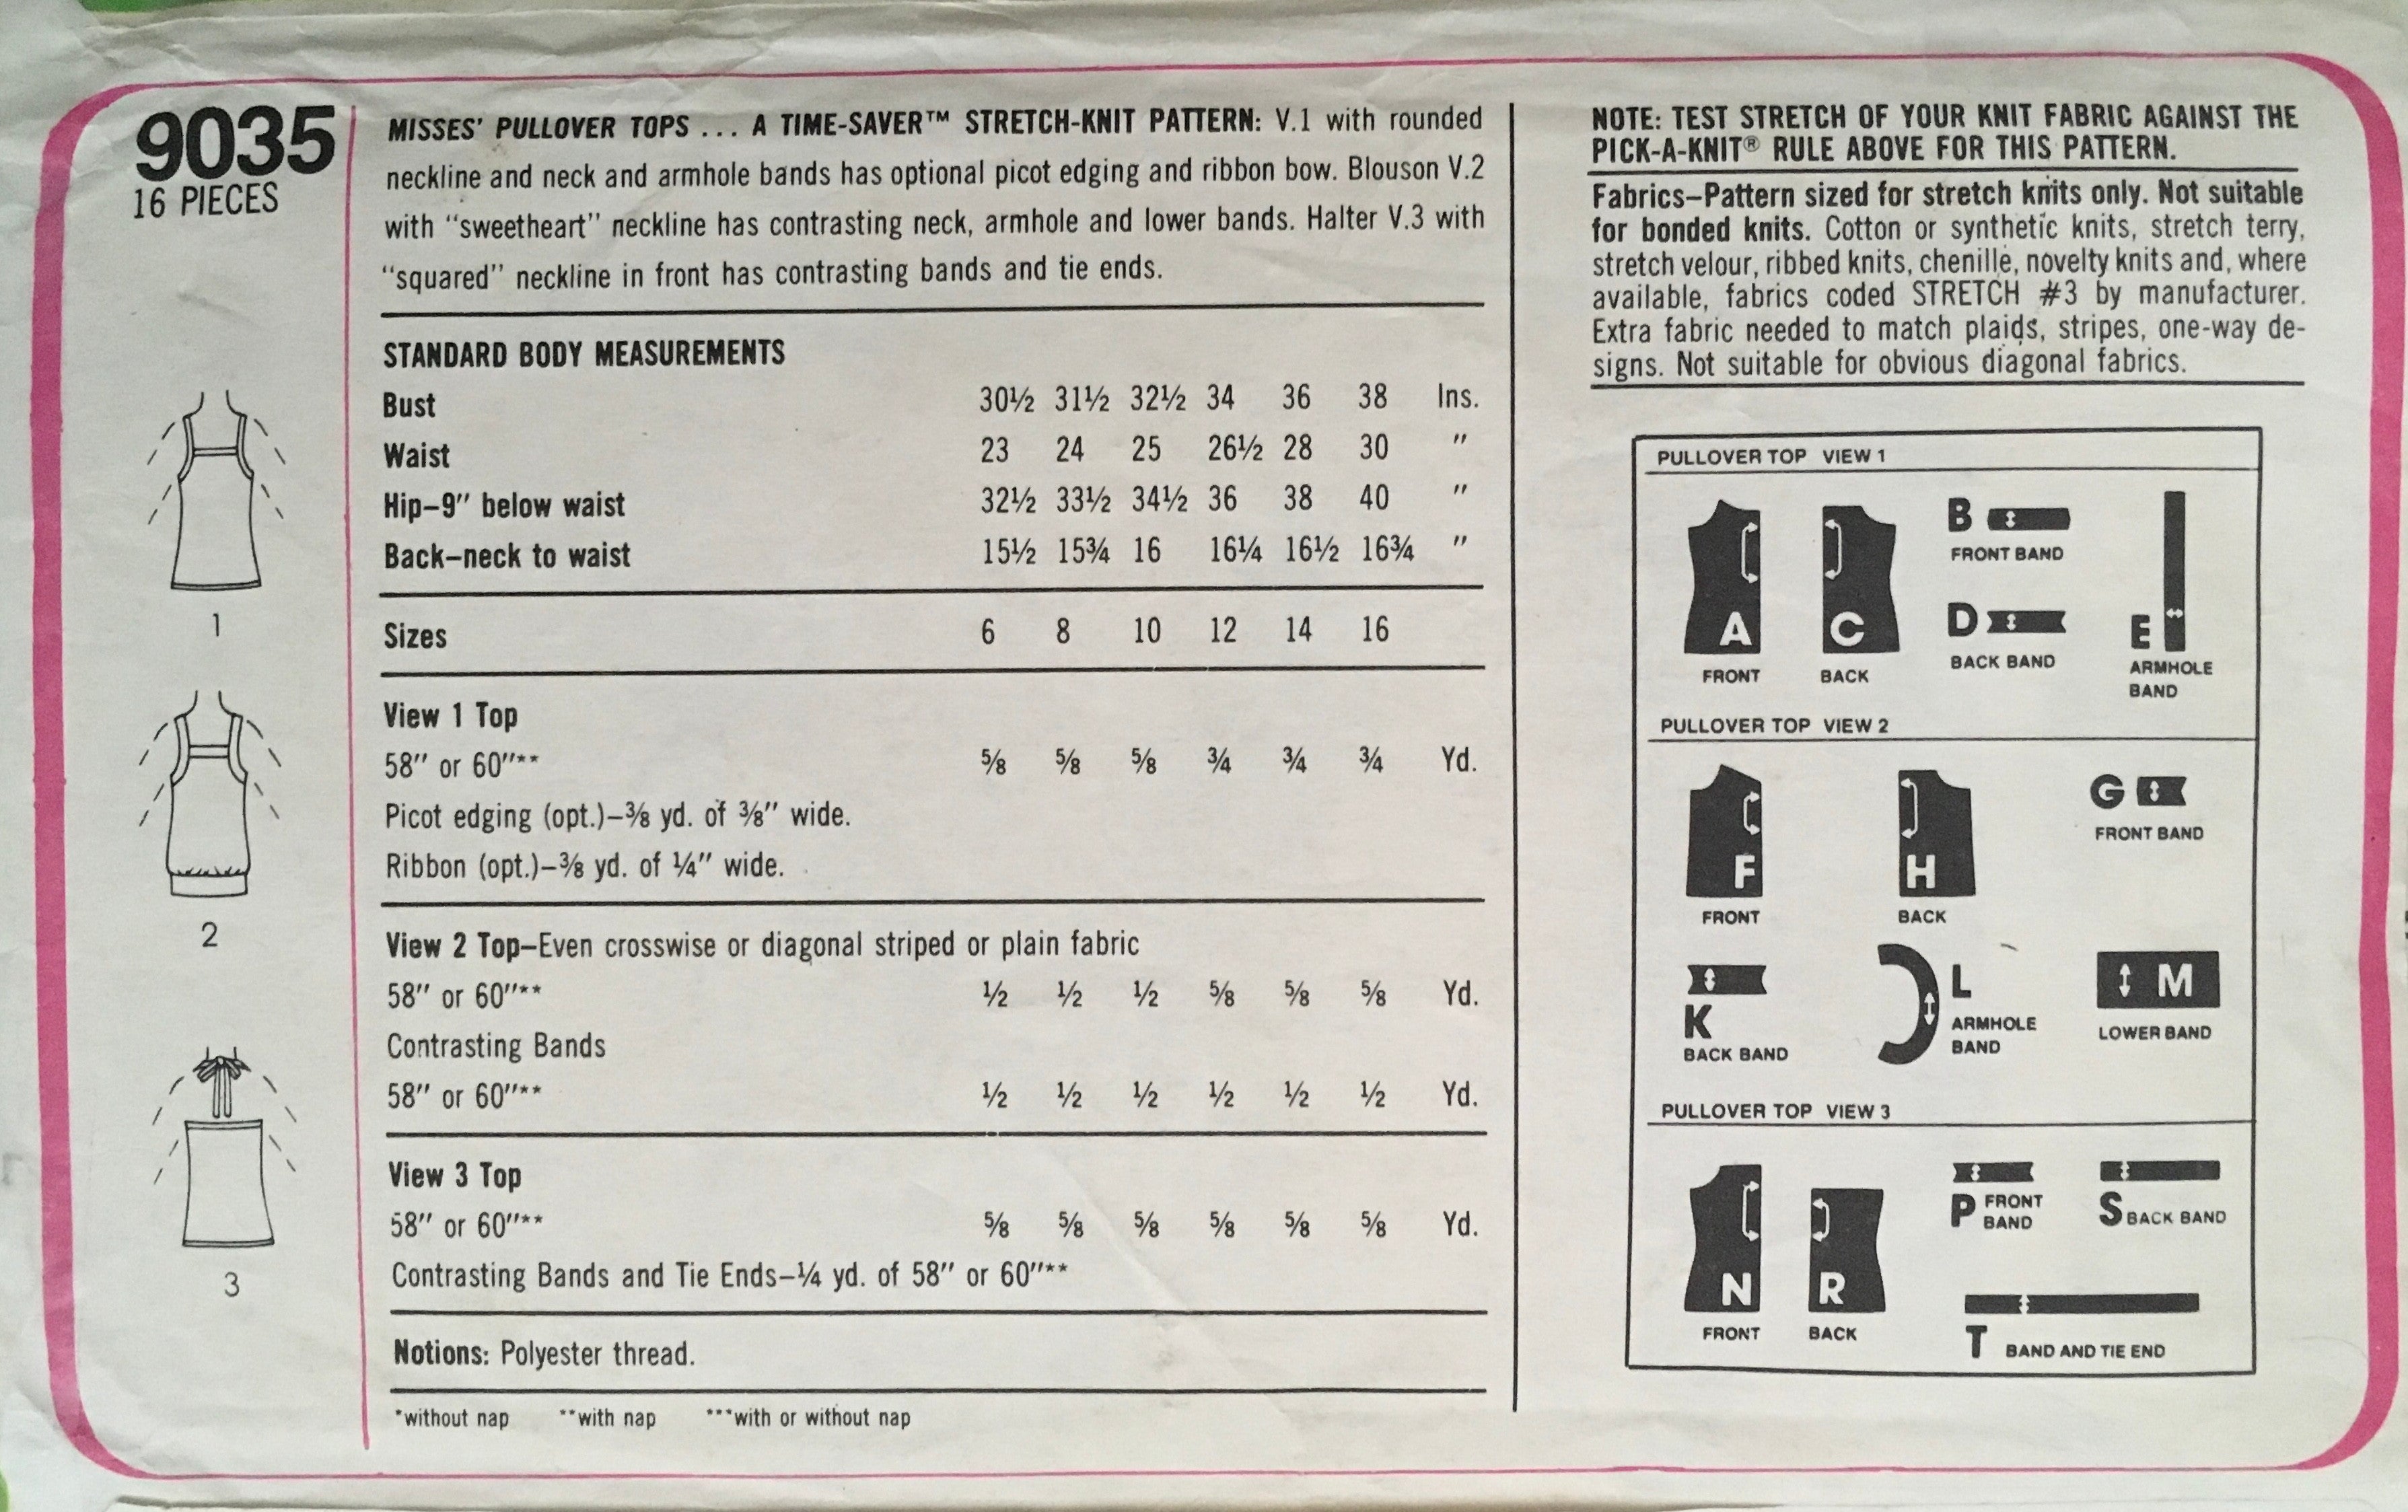 9035
16 PIECES
MISSES' PULLOVER TOPS ... A TIME-SAVER™ STRETCH-KNIT PATTERN: V.1 with rounded
neckline and neck and armhole bands has optional picot edging and ribbon bow. Blouson V.2
with "sweetheart" neckline has contrasting neck, armhole and lower bands. Halter V.3 with
"squared" neckline in front has contrasting bands and tie ends.
STANDARD BODY MEASUREMENTS
Bust 30½ 31½ 32½ 34 36 38 Ins.
Waist 23 24 25 26½ 28 30 "
Hip–9" below waist 32½ 33½ 34½ 36 38 40 "
Back–neck to waist 15½ 15¾ 16 16¼ 16½ 16¾ "
Sizes 6 8 10 12 14 16
View 1 Top
58" or 60"** ⅝ ⅝ ⅝ ¾ ¾ ¾ Yd.
Picot edging (opt.)–⅜ yd. of ⅜" wide.
Ribbon (opt.)–⅜ yd. of ¼" wide.
View 2 Top–Even crosswise or diagonal striped or plain fabric
58" or 60"** ½ ½ ½ ⅝ ⅝ ⅝ Yd.
Contrasting Bands
58" or 60"** ½ ½ ½ ½ ½ ½ Yd.
View 3 Top
58" or 60"** ⅝ ⅝ ⅝ ⅝ ⅝ ⅝ Yd.
Contrasting Bands and Tie Ends–¼ yd. of 58" or 60"**
Notions: Polyester thread.
*without nap **with nap ***with or without nap
1
2
3
NOTE: TEST STRETCH OF YOUR KNIT FABRIC AGAINST THE
PICK-A-KNIT® RULE ABOVE FOR THIS PATTERN.
Fabrics–Pattern sized for stretch knits only. Not suitable
for bonded knits. Cotton or synthetic knits, stretch terry,
stretch velour, ribbed knits, chenille, novelty knits and, where
available, fabrics coded STRETCH #3 by manufacturer.
Extra fabric needed to match plaids, stripes, one-way de-
signs. Not suitable for obvious diagonal fabrics.
PULLOVER TOP VIEW 1
A
FRONT
C
BACK
B
FRONT BAND
D
BACK BAND
E
ARMHOLE
BAND
PULLOVER TOP VIEW 2
F
FRONT
H
BACK
G
FRONT BAND
K
BACK BAND
L
ARMHOLE
BAND
M
LOWER BAND
PULLOVER TOP VIEW 3
N
FRONT
R
BACK
P FRONT
BAND
S BACK BAND
T BAND AND TIE END